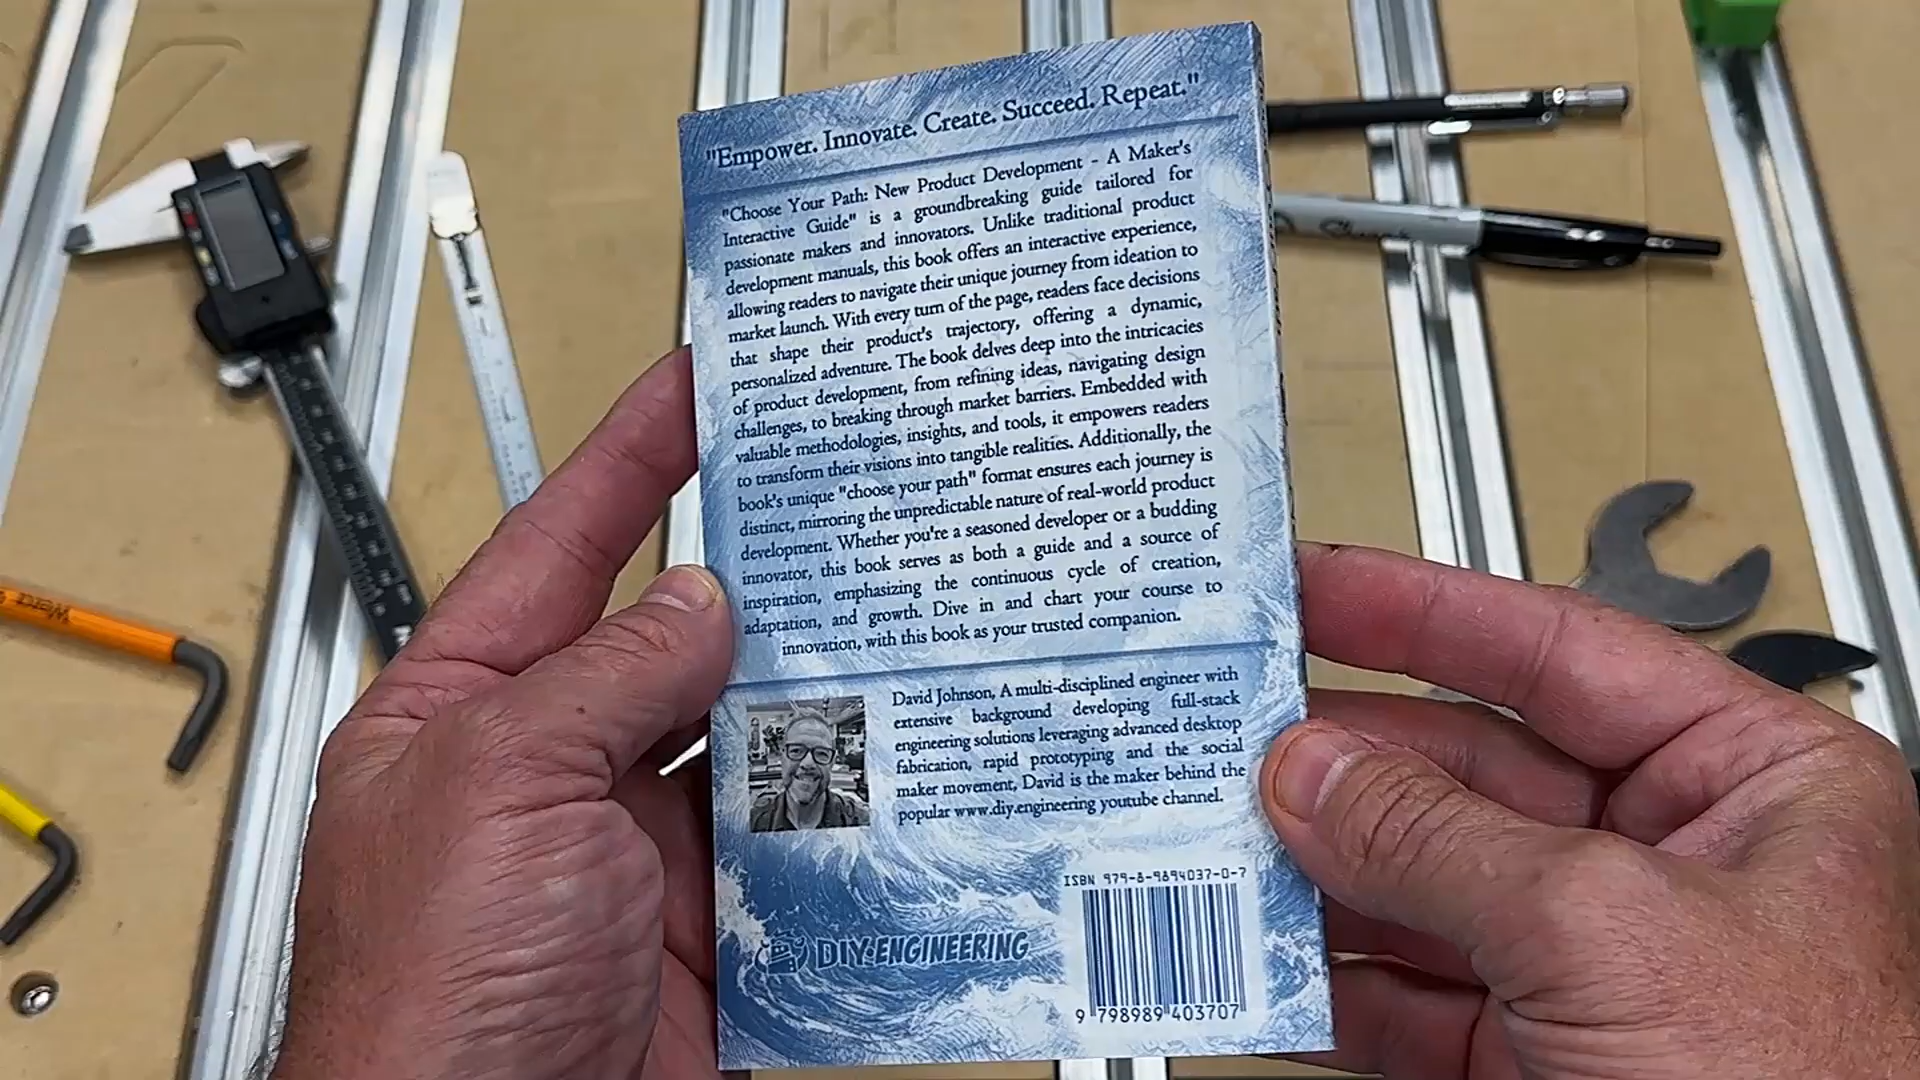 "Empower. Innovate. Create. Succeed. Repeat."
"Choose Your Path: New Product Development - A Maker's
Interactive Guide" is a groundbreaking guide tailored for
passionate makers and innovators. Unlike traditional product
development manuals, this book offers an interactive experience,
allowing readers to navigate their unique journey from ideation to
market launch. With every turn of the page, readers face decisions
that shape their product's trajectory, offering a dynamic,
personalized adventure. The book delves deep into the intricacies
of product development, from refining ideas, navigating design
challenges, to breaking through market barriers. Embedded with
valuable methodologies, insights, and tools, it empowers readers
to transform their visions into tangible realities. Additionally, the
book's unique "choose your path" format ensures each journey is
distinct, mirroring the unpredictable nature of real-world product
development. Whether you're a seasoned developer or a budding
innovator, this book serves as both a guide and a source of
inspiration, emphasizing the continuous cycle of creation,
adaptation, and growth. Dive in and chart your course to
innovation, with this book as your trusted companion.
David Johnson, A multi-disciplined engineer with
extensive background developing full-stack
engineering solutions leveraging advanced desktop
fabrication, rapid prototyping and the social
maker movement, David is the maker behind the
popular www.diy.engineering youtube channel.
ISBN 979-8-9894037-0-7
DIY.ENGINEERING
9 798989 403707
Wera